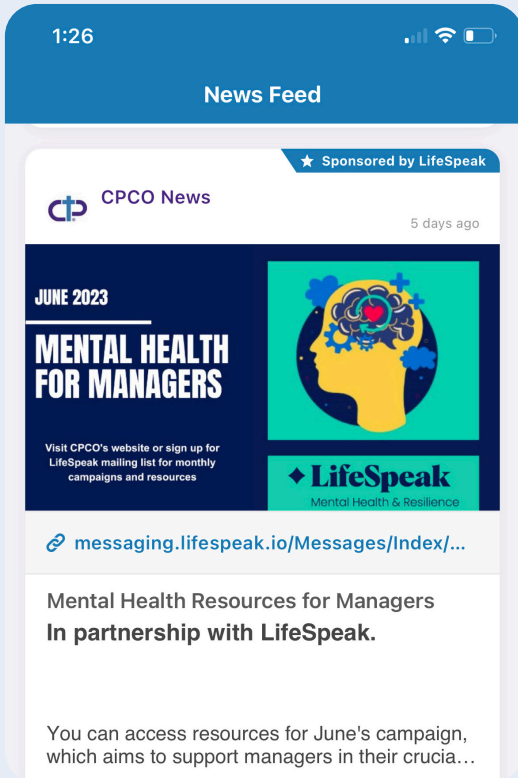 1:26
News Feed
Sponsored by LifeSpeak
CPCO News
5 days ago
JUNE 2023
MENTAL HEALTH
FOR MANAGERS
Visit CPCO's website or sign up for
LifeSpeak mailing list for monthly
campaigns and resources
LifeSpeak
Mental Health & Resilience
messaging.lifespeak.io/Messages/Index/...
Mental Health Resources for Managers
In partnership with LifeSpeak.
You can access resources for June's campaign,
which aims to support managers in their crucia...